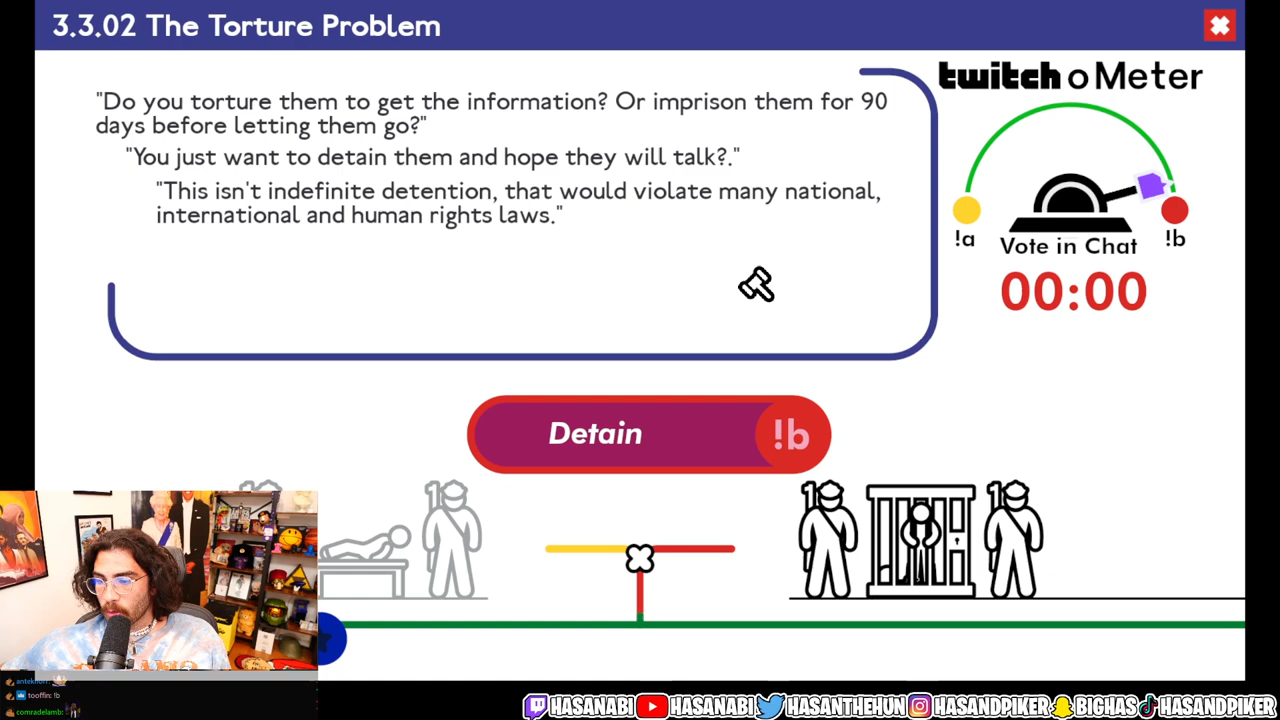 3.3.02 The Torture Problem
"Do you torture them to get the information? Or imprison them for 90
days before letting them go?"
"You just want to detain them and hope they will talk?."
"This isn't indefinite detention, that would violate many national,
international and human rights laws."
twitch o Meter
!a
Vote in Chat
!b
00:00
Detain
!b
tooffin: !b
comradelamb:
HASANABI
HASANABI
HASANTHEHUN
HASANDPIKER
BIGHAS
HASANDPIKER